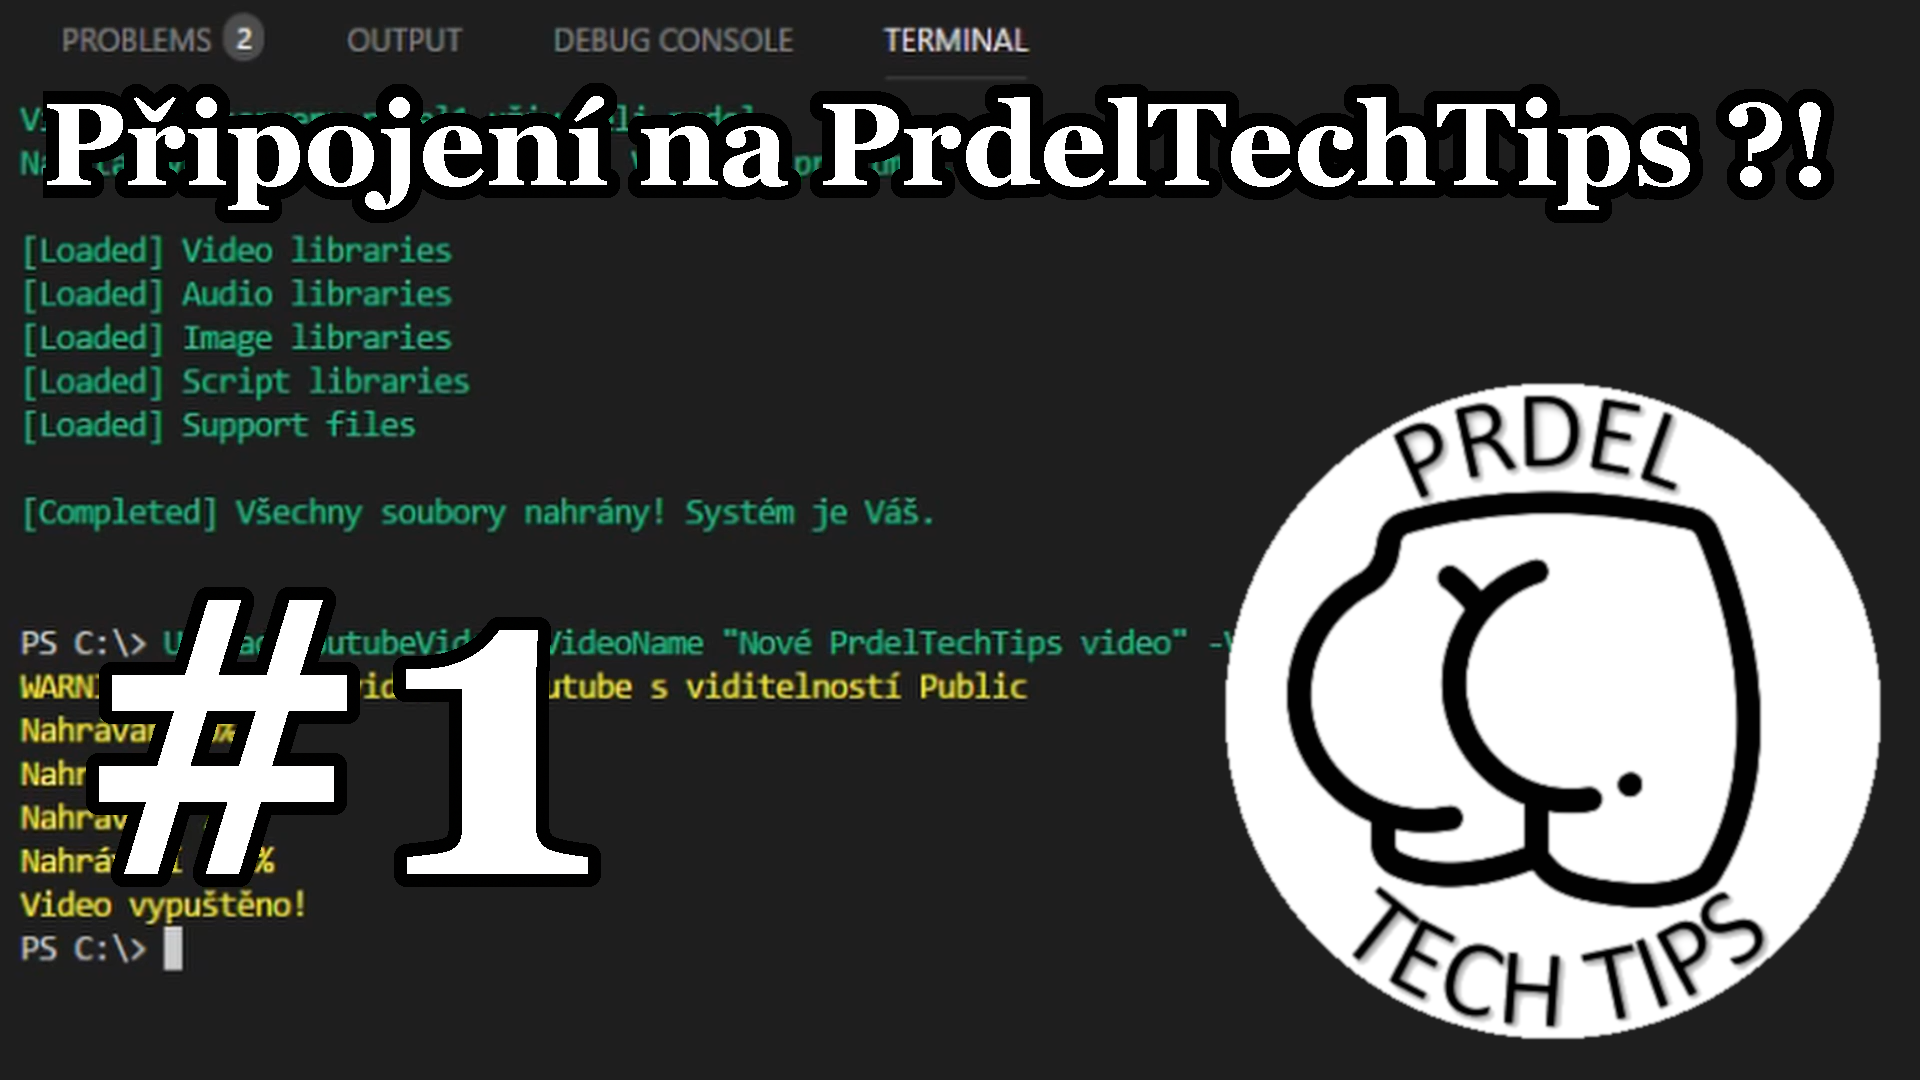 PROBLEMS 2 OUTPUT DEBUG CONSOLE TERMINAL
Připojení na PrdelTechTips ?!
[Loaded] Video libraries
[Loaded] Audio libraries
[Loaded] Image libraries
[Loaded] Script libraries
[Loaded] Support files
[Completed] Všechny soubory nahrány! Systém je Váš.
PS C:\> VideoName "Nové PrdelTechTips video"
s viditelností Public
Video vypuštěno!
PS C:\>
#1
PRDEL
TECH TIPS